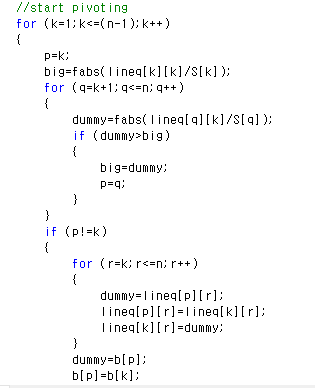 //start pivoting
for (k=1;k<=(n-1);k++)
{
p=k;
big=fabs(lineq[k][k]/S[k]);
for (q=k+1;q<=n;q++)
{
dummy=fabs(lineq[q][k]/S[q]);
if (dummy>big)
{
big=dummy;
p=q;
}
}
if (p!=k)
{
for (r=k;r<=n;r++)
{
dummy=lineq[p][r];
lineq[p][r]=lineq[k][r];
lineq[k][r]=dummy;
}
dummy=b[p];
b[p]=b[k];